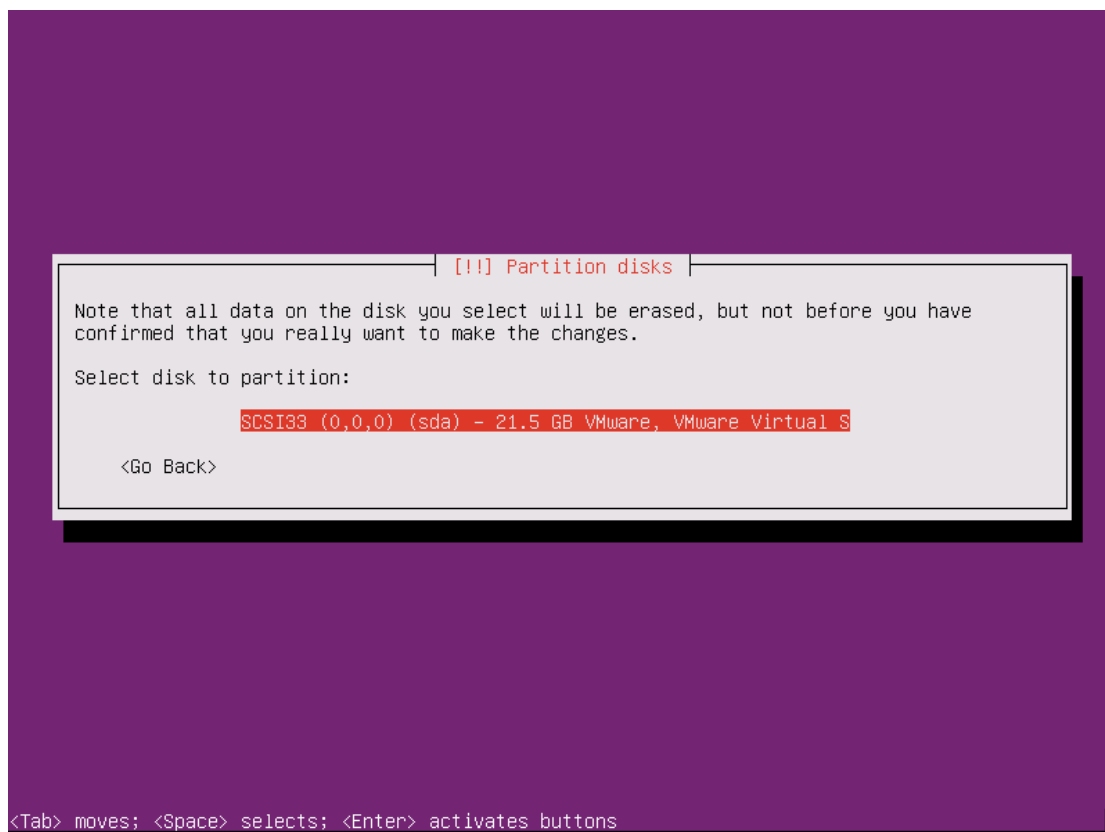 [!!] Partition disks
Note that all data on the disk you select will be erased, but not before you have
confirmed that you really want to make the changes.
Select disk to partition:
SCSI33 (0,0,0) (sda) - 21.5 GB VMware, VMware Virtual S
<Go Back>
<Tab> moves; <Space> selects; <Enter> activates buttons